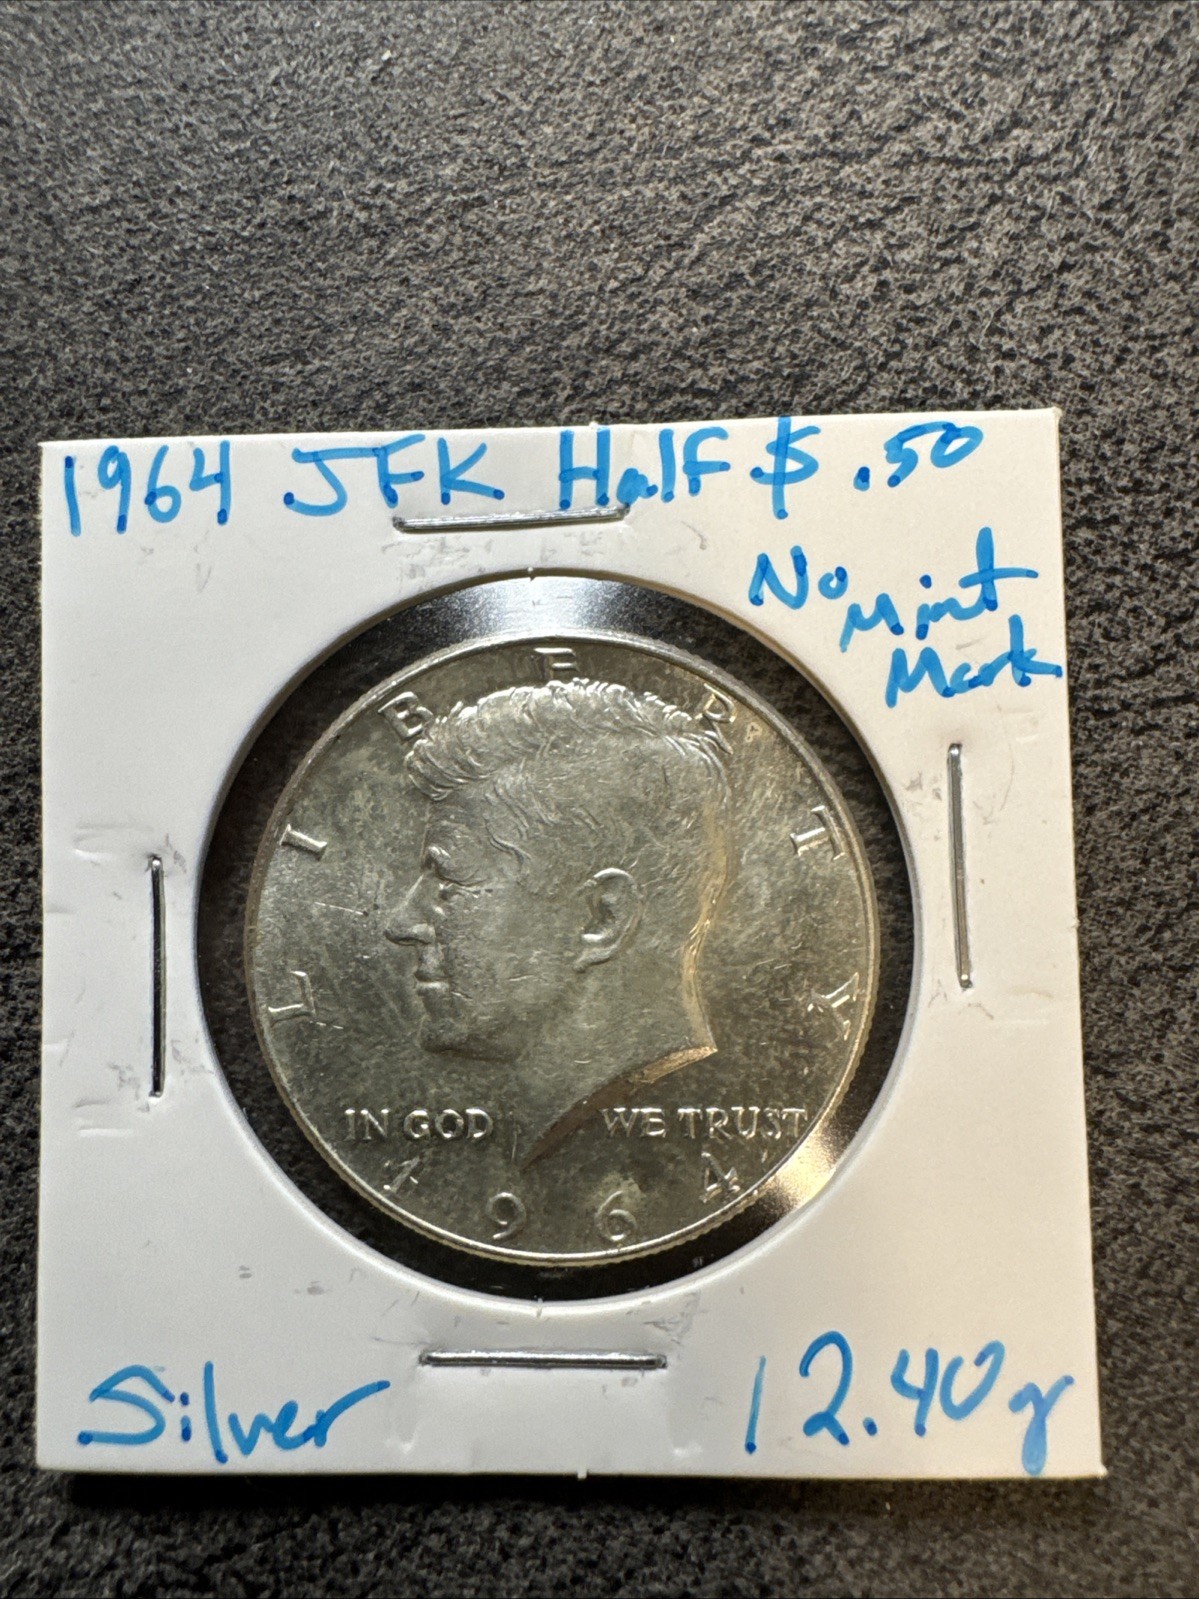 1964 JFK Half $.50
No Mint Mark
LIBERTY
IN GOD WE TRUST
1964
Silver 12.40g